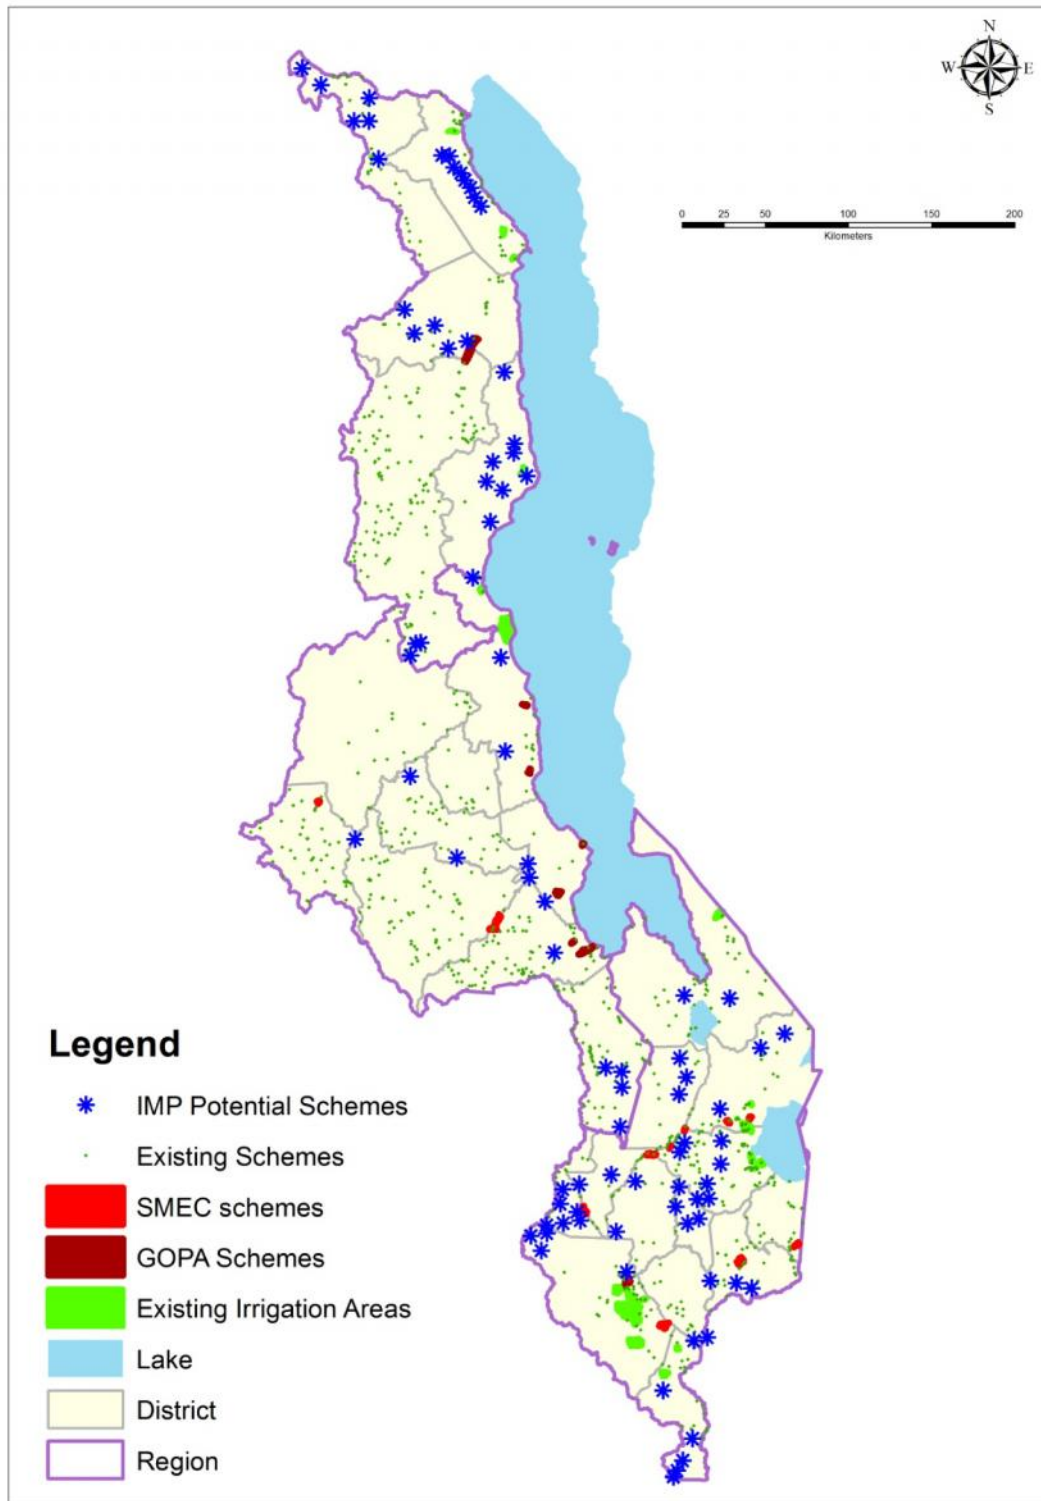 N
W E
S
0 25 50 100 150 200
Kilometers
Legend
IMP Potential Schemes
Existing Schemes
SMEC schemes
GOPA Schemes
Existing Irrigation Areas
Lake
District
Region